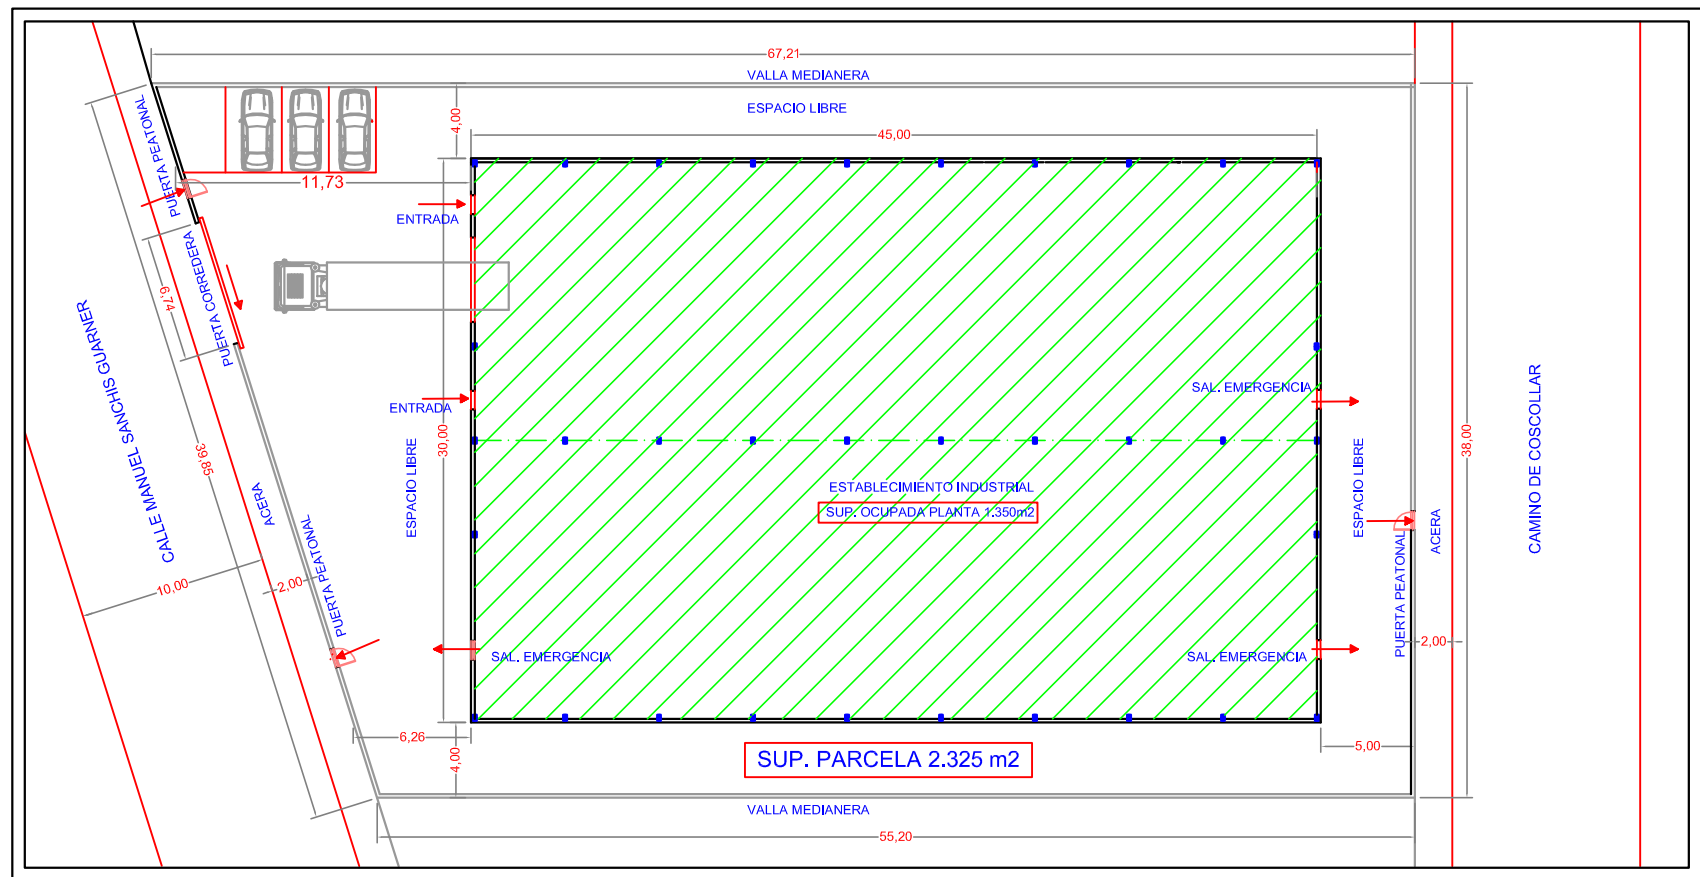 67,21
VALLA MEDIANERA
ESPACIO LIBRE
4,00
45,00
PUERTA PEATONAL
11,73
ENTRADA
PUERTA CORREDERA
6,74
CALLE MANUEL SANCHIS GUARNER
39,85
ENTRADA
30,00
ESPACIO LIBRE
SAL. EMERGENCIA
ESPACIO LIBRE
38,00
CAMINO DE COSCOLLAR
ESTABLECIMIENTO INDUSTRIAL
SUP. OCUPADA PLANTA 1.350m2
ACERA
ACERA
PUERTA PEATONAL
PUERTA PEATONAL
10,00
2,00
2,00
SAL. EMERGENCIA
SAL. EMERGENCIA
6,26
4,00
5,00
SUP. PARCELA 2.325 m2
VALLA MEDIANERA
55,20